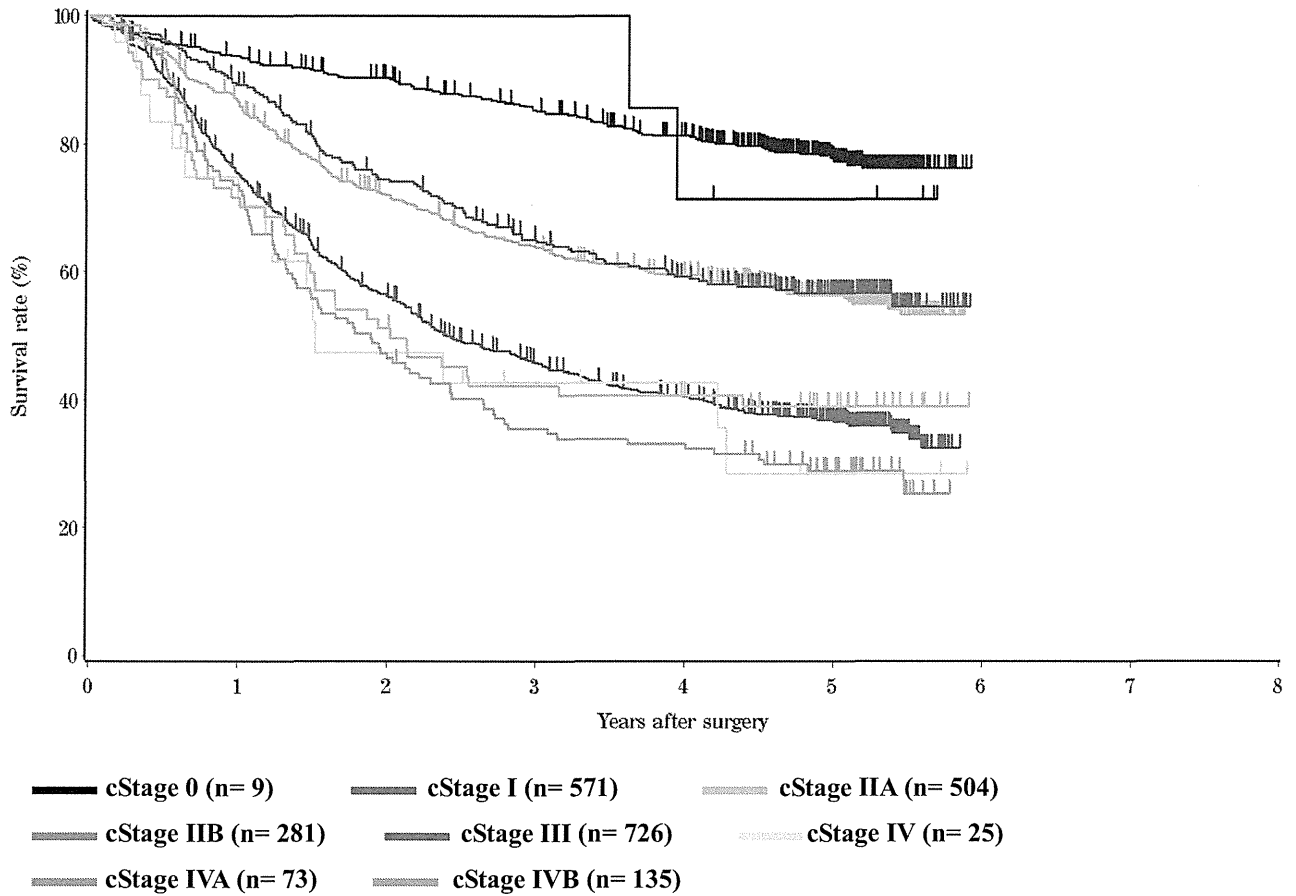 100
80
60
40
20
0
Survival rate (%)
0 1 2 3 4 5 6 7 8
Years after surgery
cStage 0 (n= 9) cStage I (n= 571) cStage IIA (n= 504)
cStage IIB (n= 281) cStage III (n= 726) cStage IV (n= 25)
cStage IVA (n= 73) cStage IVB (n= 135)